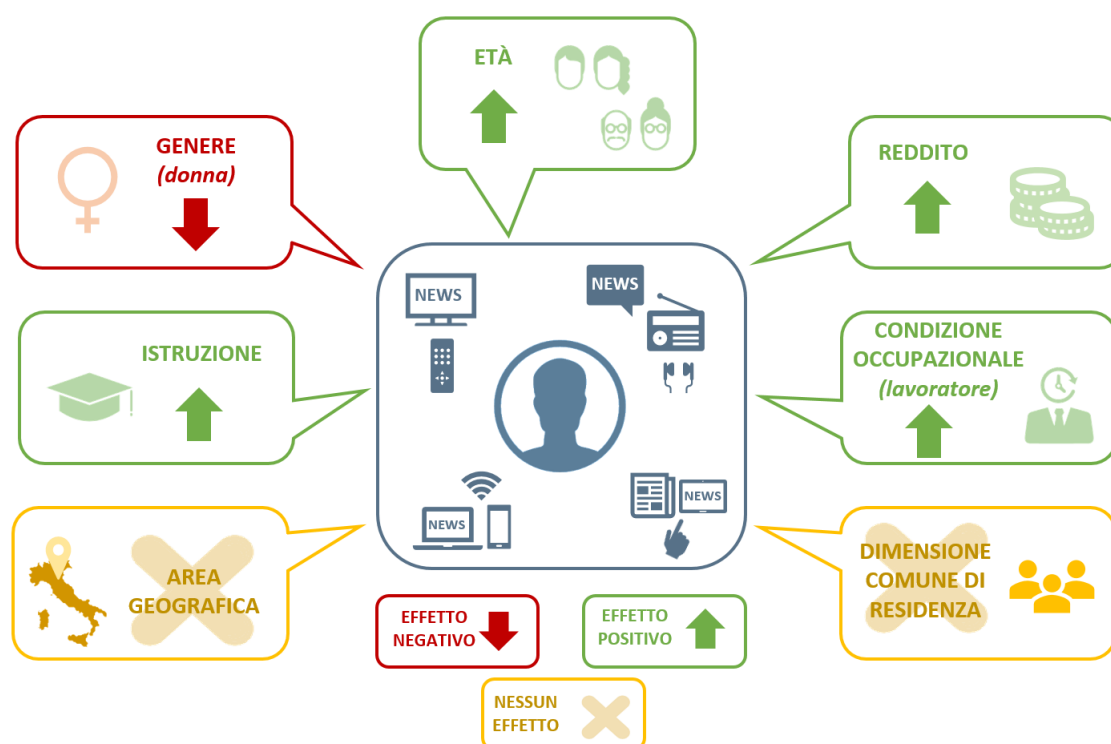 ETÀ
GENERE
(donna)
REDDITO
NEWS
NEWS
ISTRUZIONE
CONDIZIONE
OCCUPAZIONALE
(lavoratore)
NEWS
NEWS
AREA
GEOGRAFICA
DIMENSIONE
COMUNE DI
RESIDENZA
EFFETTO
NEGATIVO
EFFETTO
POSITIVO
NESSUN
EFFETTO